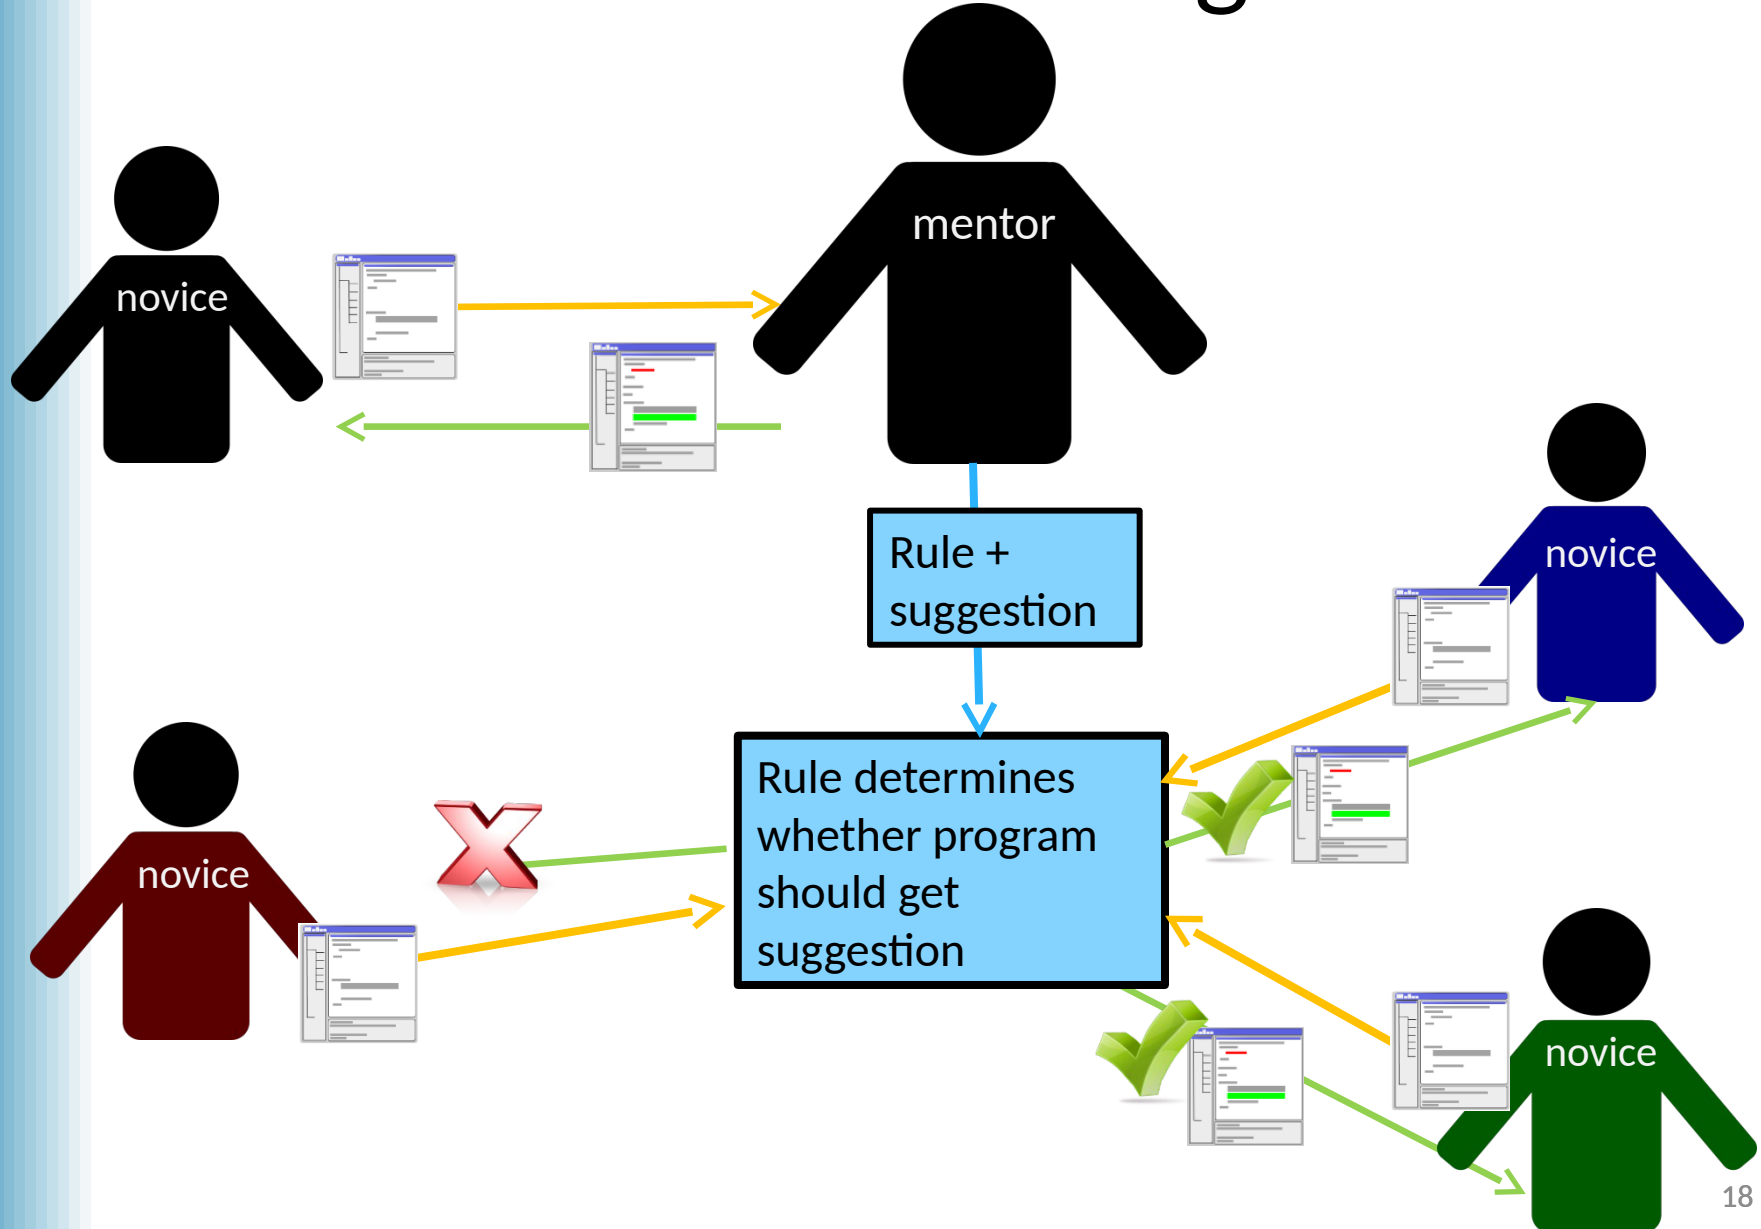 mentor
novice
Rule +
suggestion
novice
Rule determines
whether program
should get
suggestion
novice
novice
18